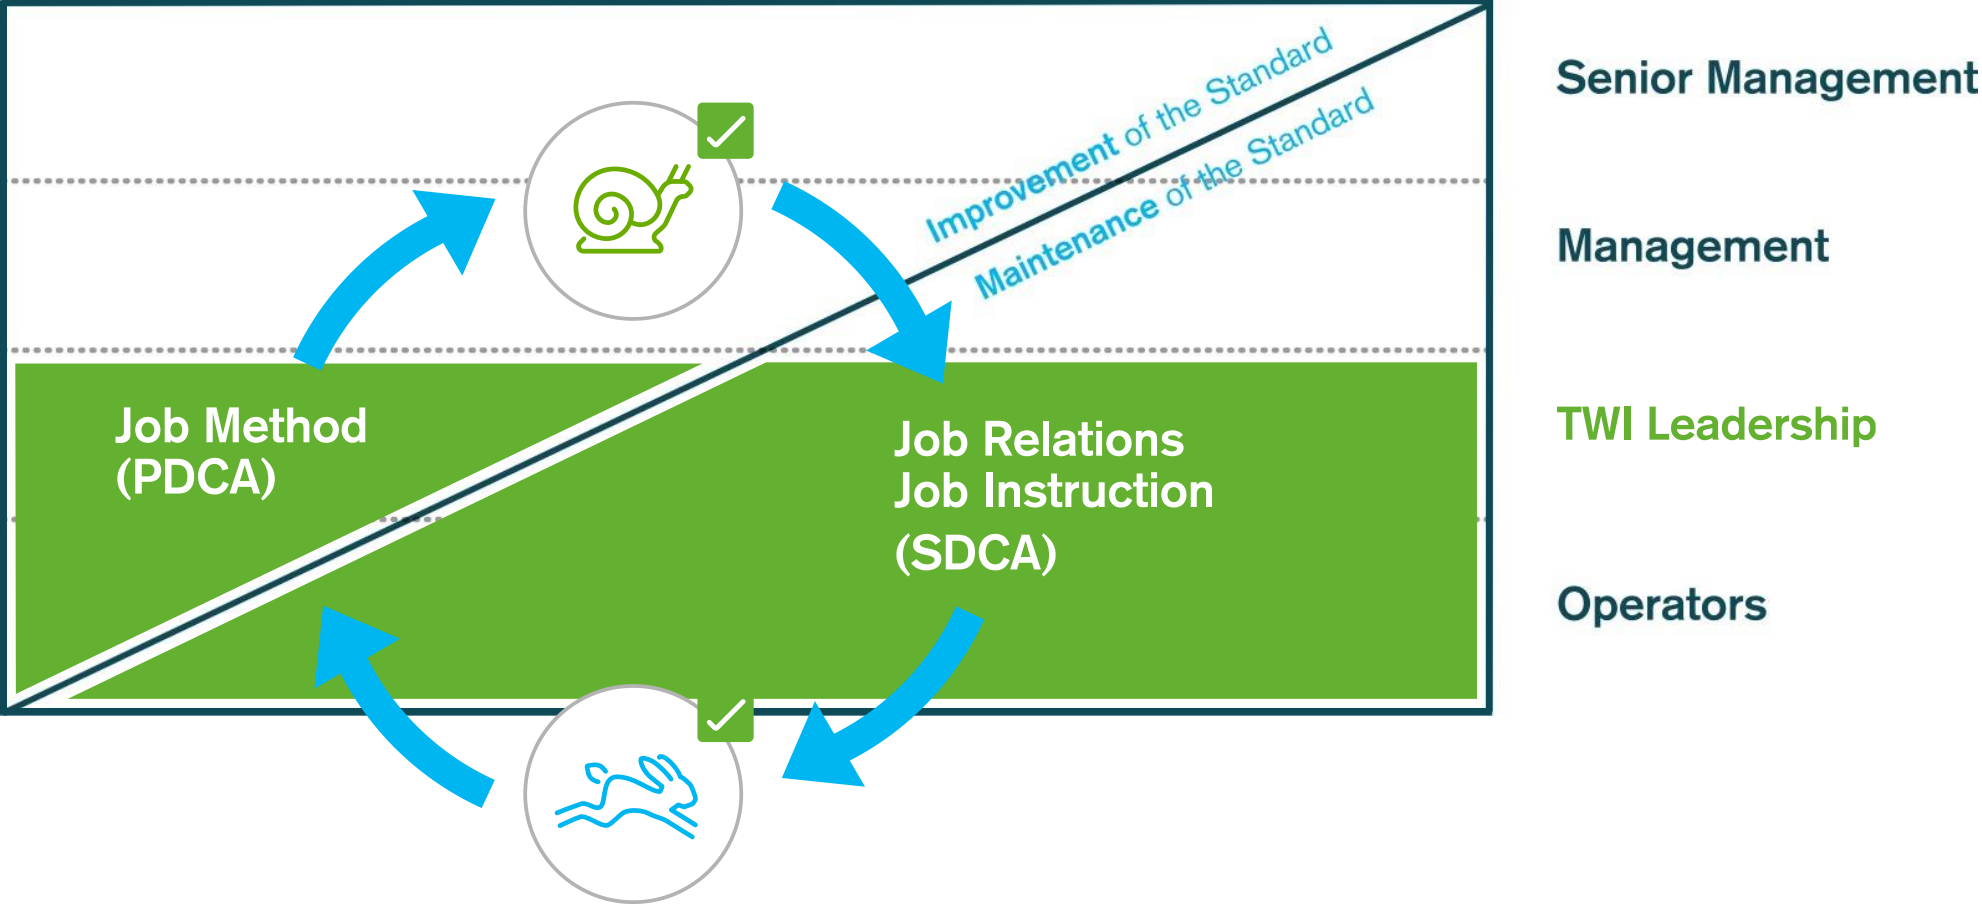 Improvement of the Standard
Maintenance of the Standard
Senior Management
Management
Job Method
(PDCA)
Job Relations
Job Instruction
(SDCA)
TWI Leadership
Operators